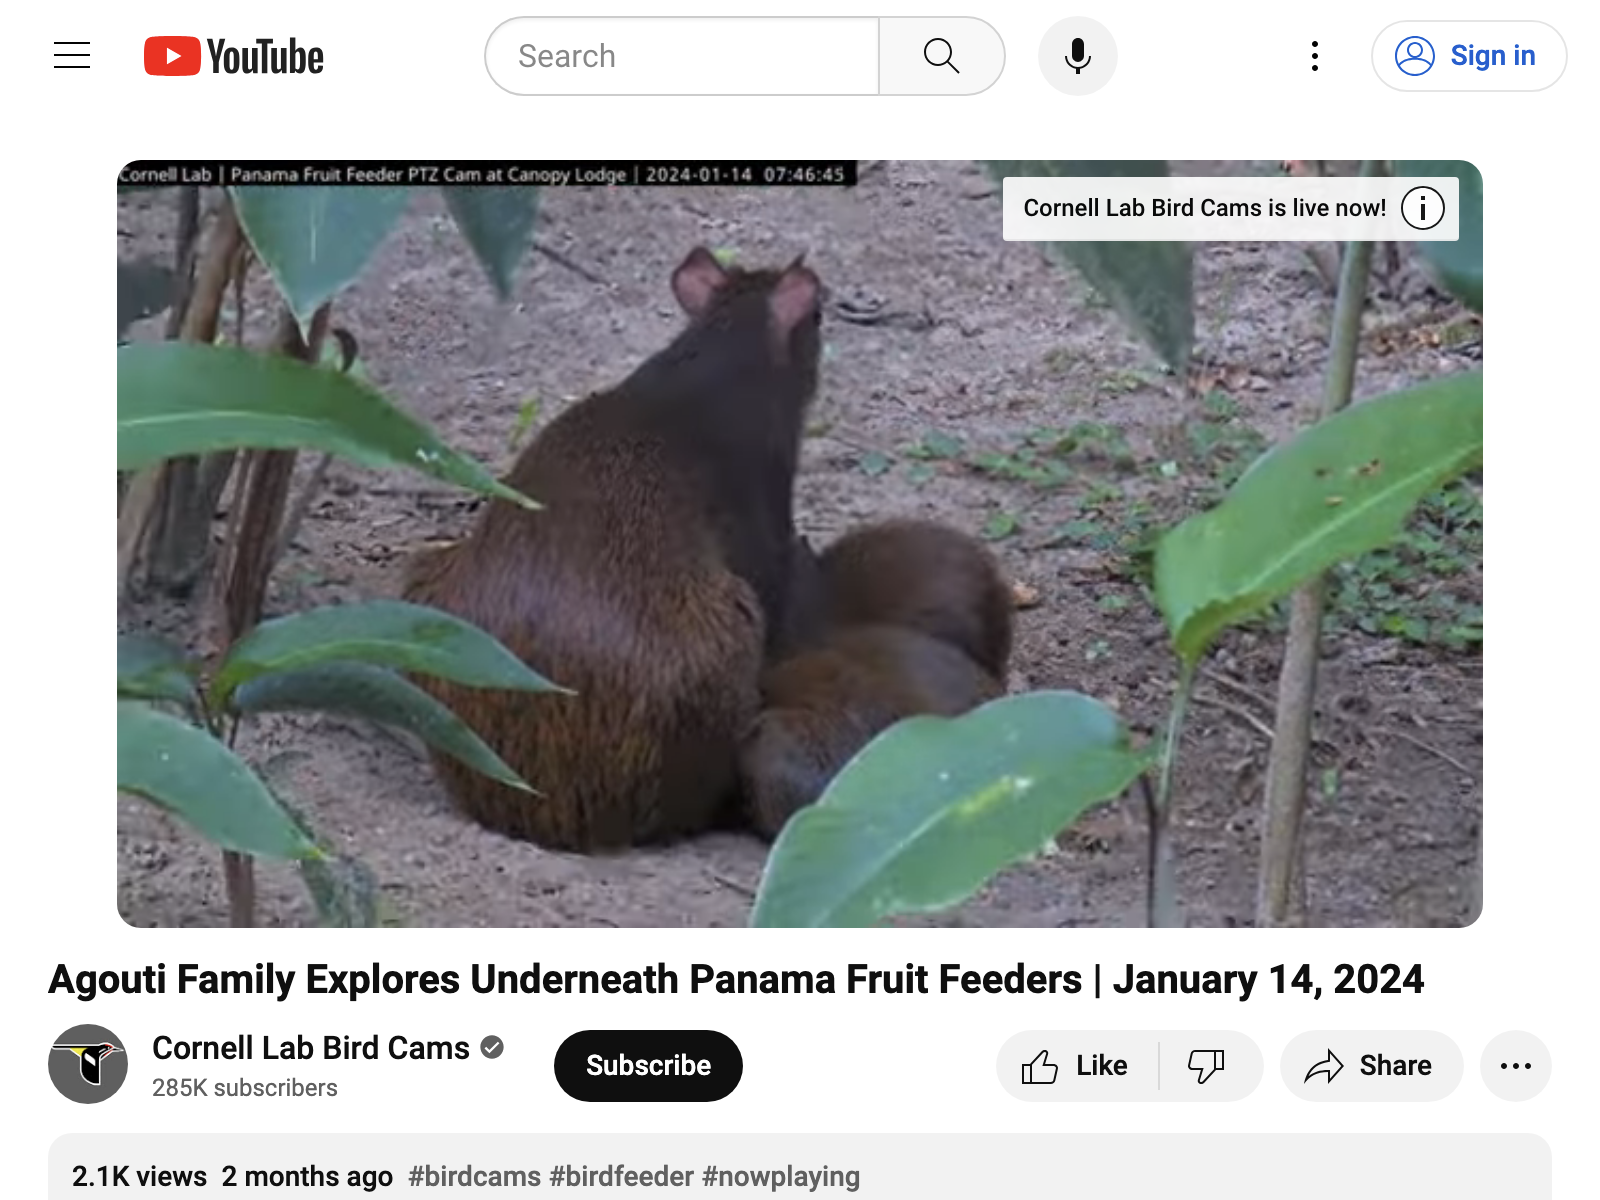 YouTube
Search
Sign in
Cornell Lab | Panama Fruit Feeder PTZ Cam at Canopy Lodge | 2024-01-14 07:46:45
Cornell Lab Bird Cams is live now!
Agouti Family Explores Underneath Panama Fruit Feeders | January 14, 2024
Cornell Lab Bird Cams
285K subscribers
Subscribe
Like
Share
2.1K views 2 months ago #birdcams #birdfeeder #nowplaying